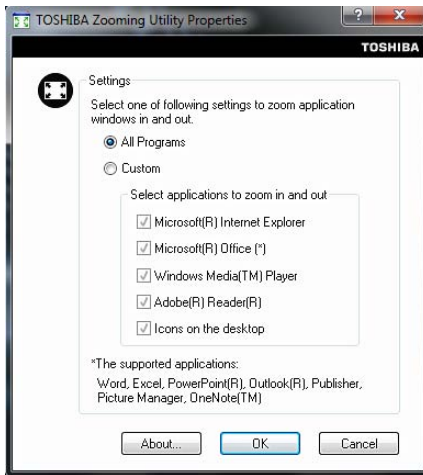 TOSHIBA Zooming Utility Properties
TOSHIBA
Settings
Select one of following settings to zoom application
windows in and out.
All Programs
Custom
Select applications to zoom in and out
Microsoft(R) Internet Explorer
Microsoft(R) Office (*)
Windows Media(TM) Player
Adobe(R) Reader(R)
Icons on the desktop
*The supported applications:
Word, Excel, PowerPoint(R), Outlook(R), Publisher,
Picture Manager, OneNote(TM)
About... OK Cancel